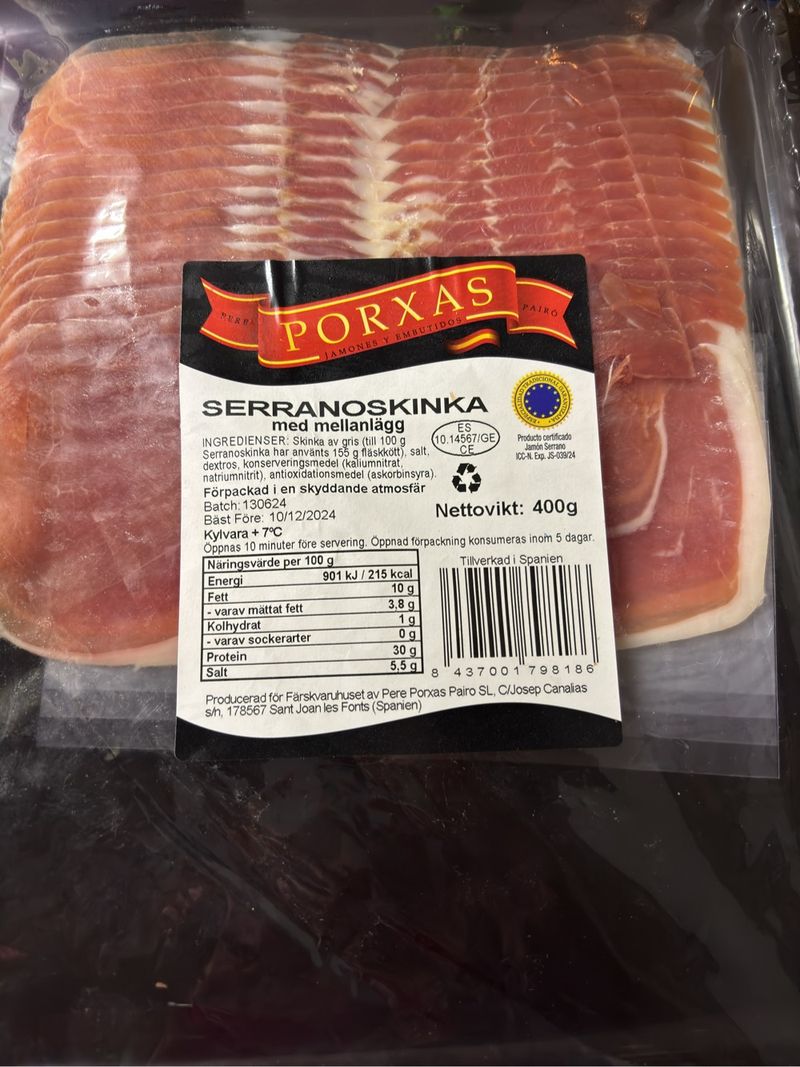 PORXAS
PAIRÓ
JAMONES Y EMBUTIDOS
SERRANOSKINKA
med mellanlägg
INGREDIENSER: Skinka av gris (till 100 g
Serranoskinka har använts 155 g fläskkött), salt,
dextros, konserveringsmedel (kaliumnitrat,
natriumnitrit), antioxidationsmedel (askorbinsyra).
Förpackad i en skyddande atmosfär
Batch: 130624
Bäst Före: 10/12/2024
Kylvara + 7ºC
ES
10.14567/GE
CE
Producto certificado
Jamón Serrano
ICC-N. Exp. JS-039/24
Nettovikt: 400g
Öppnas 10 minuter före servering. Öppnad förpackning konsumeras inom 5 dagar.
Näringsvärde per 100 g
Energi 901 kJ / 215 kcal
Fett 10 g
- varav mättat fett 3,8 g
Kolhydrat 1 g
- varav sockerarter 0 g
Protein 30 g
Salt 5,5 g
Tillverkad i Spanien
8 437001 798186
Producerad för Färskvaruhuset av Pere Porxas Pairo SL, C/Josep Canalias
s/n, 178567 Sant Joan les Fonts (Spanien)